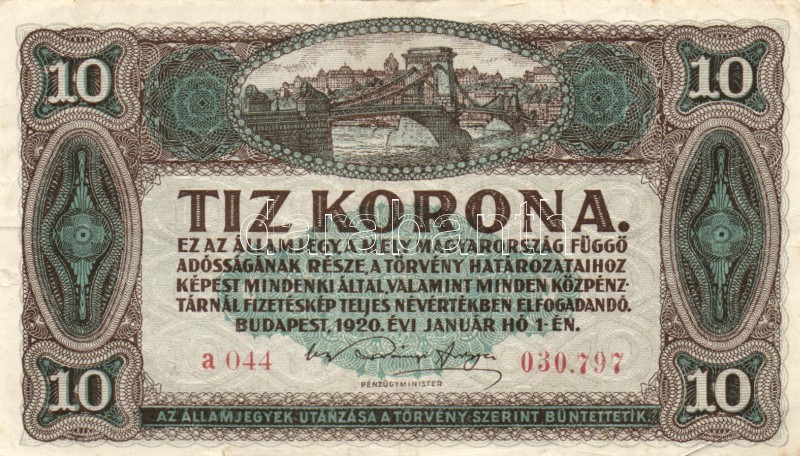 10 10
TIZ KORONA.
EZ AZ ÁLLAMJEGY, A MELY MAGYARORSZÁG FÜGGŐ
ADÓSSÁGÁNAK RÉSZE, A TÖRVÉNY HATÁROZATAIHOZ
KÉPEST MINDENKI ÁLTAL, VALAMINT MINDEN KÖZPÉNZ-
TÁRNÁL FIZETÉSKÉP TELJES NÉVÉRTÉKBEN ELFOGADANDÓ.
BUDAPEST, 1920. ÉVI JANUÁR HÓ 1-ÉN.
a 044 030.797
PÉNZÜGYMINISTER
10 10
AZ ÁLLAMJEGYEK UTÁNZÁSA A TÖRVÉNY SZERINT BÜNTETTETIK.
darabanth